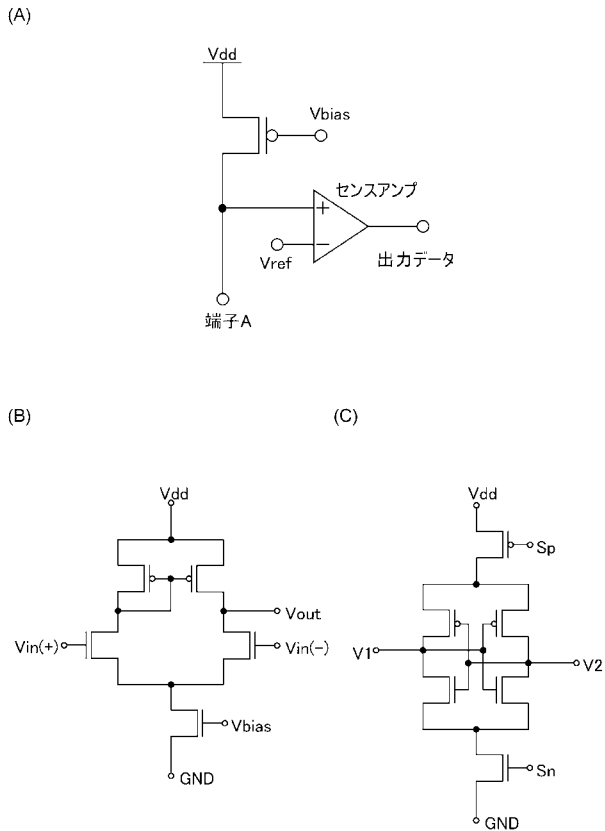 (A)
Vdd
Vbias
センスアンプ
+
−
Vref
出力データ
端子A
(B)
(C)
Vdd
Vin(+)
Vout
Vin(-)
Vbias
GND
Vdd
Sp
V1
V2
Sn
GND